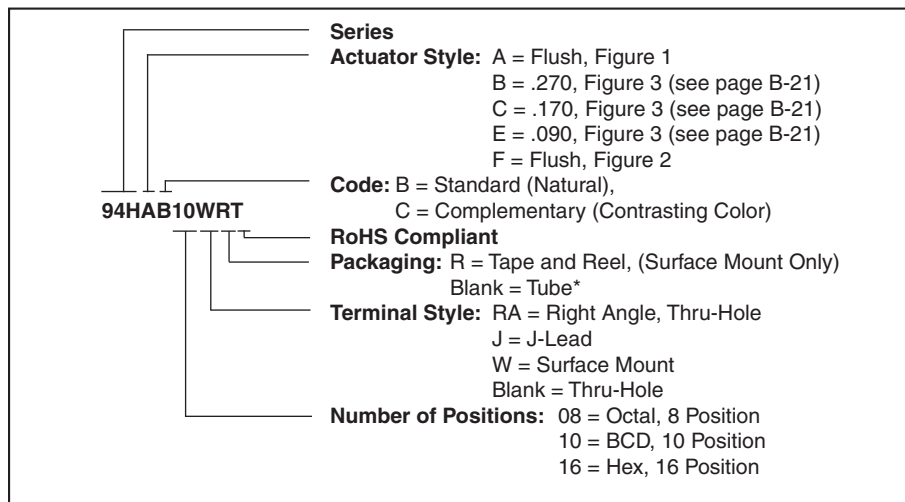 Series
Actuator Style: A = Flush, Figure 1
B = .270, Figure 3 (see page B-21)
C = .170, Figure 3 (see page B-21)
E = .090, Figure 3 (see page B-21)
F = Flush, Figure 2
Code: B = Standard (Natural),
C = Complementary (Contrasting Color)
94HAB10WRT
RoHS Compliant
Packaging: R = Tape and Reel, (Surface Mount Only)
Blank = Tube*
Terminal Style: RA = Right Angle, Thru-Hole
J = J-Lead
W = Surface Mount
Blank = Thru-Hole
Number of Positions: 08 = Octal, 8 Position
10 = BCD, 10 Position
16 = Hex, 16 Position